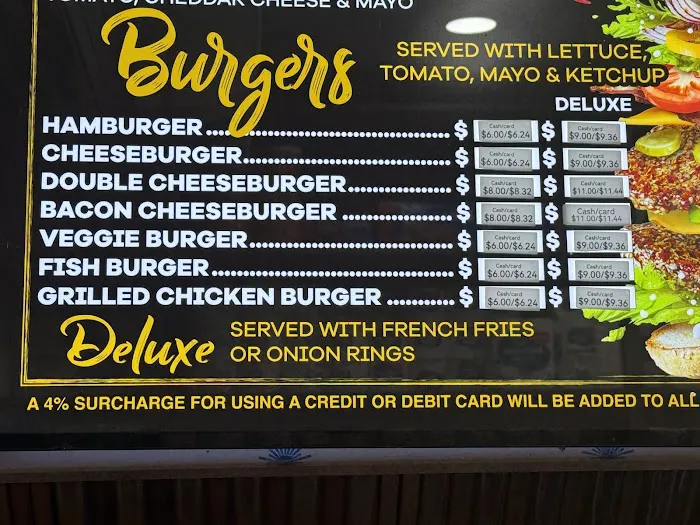 TOMATO, CHEDDAR CHEESE & MAYO
Burgers
SERVED WITH LETTUCE,
TOMATO, MAYO & KETCHUP
DELUXE
HAMBURGER.................................... $ Cash/card $6.00/$6.24 $ Cash/card $9.00/$9.36
CHEESEBURGER.............................. $ Cash/card $6.00/$6.24 $ Cash/card $9.00/$9.36
DOUBLE CHEESEBURGER................ $ Cash/card $8.00/$8.32 $ Cash/card $11.00/$11.44
BACON CHEESEBURGER ................. $ Cash/card $8.00/$8.32 Cash/card $11.00/$11.44
VEGGIE BURGER.............................. $ Cash/card $6.00/$6.24 $ Cash/card $9.00/$9.36
FISH BURGER.................................... $ Cash/card $6.00/$6.24 $ Cash/card $9.00/$9.36
GRILLED CHICKEN BURGER ........... $ Cash/card $6.00/$6.24 $ Cash/card $9.00/$9.36
Deluxe
SERVED WITH FRENCH FRIES
OR ONION RINGS
A 4% SURCHARGE FOR USING A CREDIT OR DEBIT CARD WILL BE ADDED TO ALL